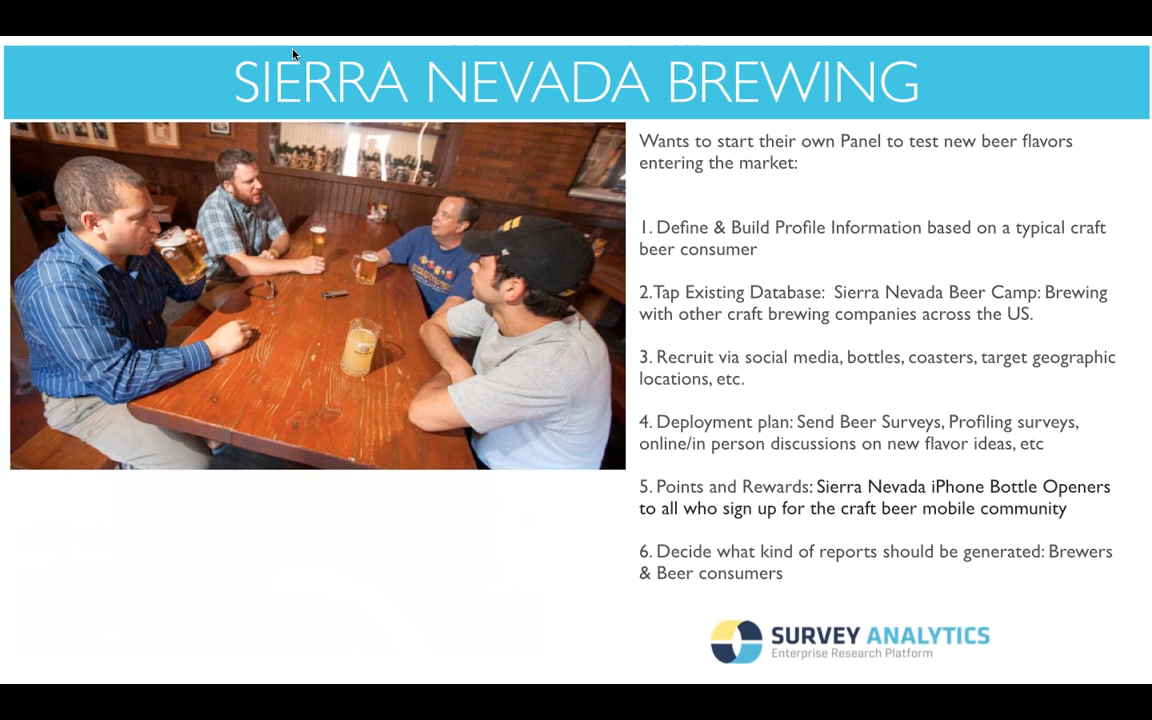 SIERRA NEVADA BREWING
Wants to start their own Panel to test new beer flavors
entering the market:
1. Define & Build Profile Information based on a typical craft
beer consumer
2.Tap Existing Database:  Sierra Nevada Beer Camp: Brewing
with other craft brewing companies across the US.
3. Recruit via social media, bottles, coasters, target geographic
locations, etc.
4. Deployment plan: Send Beer Surveys, Profiling surveys,
online/in person discussions on new flavor ideas, etc
5. Points and Rewards: Sierra Nevada iPhone Bottle Openers
to all who sign up for the craft beer mobile community
6. Decide what kind of reports should be generated: Brewers
& Beer consumers
SURVEY ANALYTICS
Enterprise Research Platform